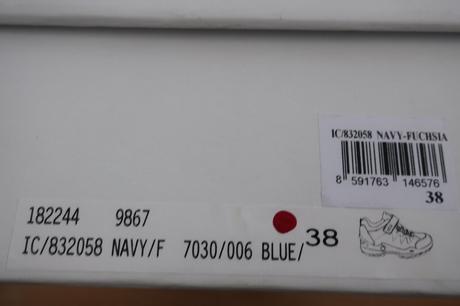 IC/832058 NAVY-FUCHSIA
8 591763 146576
38
182244 9867
IC/832058 NAVY/F 7030/006 BLUE/ 38